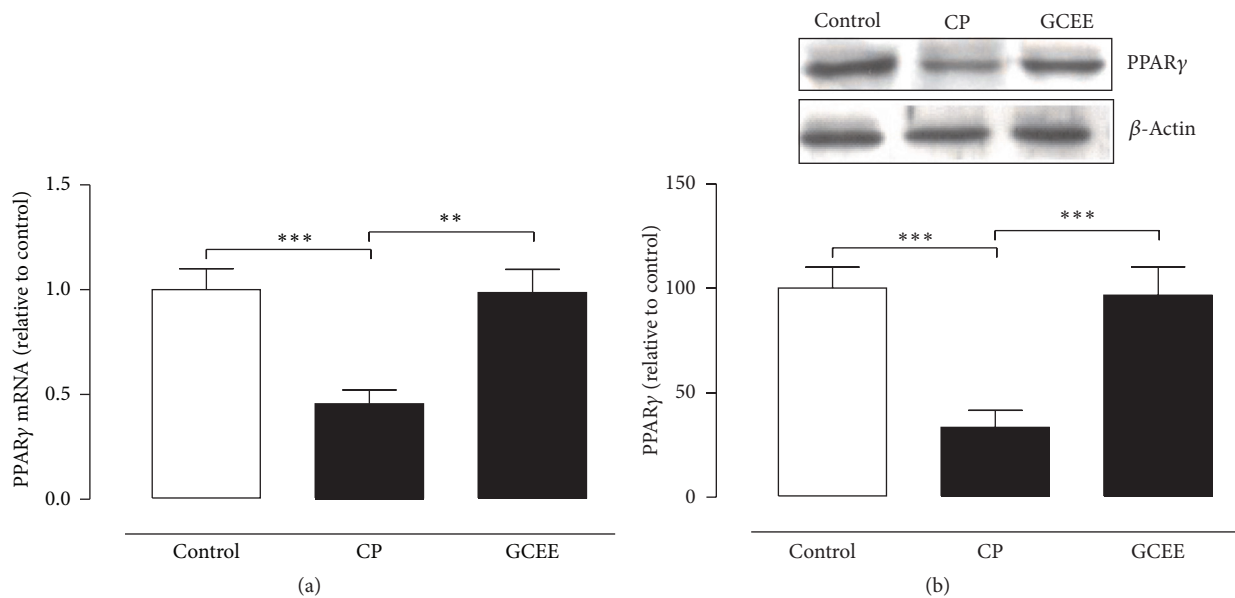 PPARγ mRNA (relative to control)
1.5
1.0
0.5
0.0
***
**
Control
CP
GCEE
(a)
Control
CP
GCEE
PPARγ
β-Actin
PPARγ (relative to control)
150
100
50
0
***
***
Control
CP
GCEE
(b)